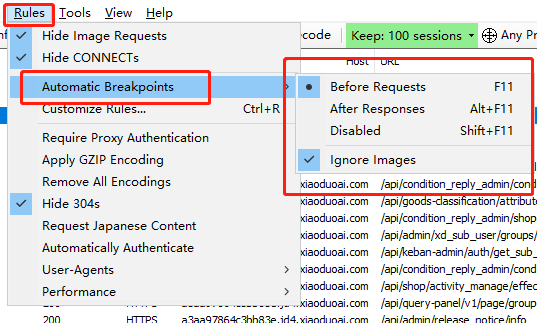 Rules Tools View Help
Hide Image Requests
Hide CONNECTs
Automatic Breakpoints
Customize Rules... Ctrl+R
Require Proxy Authentication
Apply GZIP Encoding
Remove All Encodings
Hide 304s
Request Japanese Content
Automatically Authenticate
User-Agents
Performance
code Keep: 100 sessions Any Pr
Host URL
Before Requests F11
After Responses Alt+F11
Disabled Shift+F11
Ignore Images
xiaoduoai.com /api/condition_reply_admin/cond
.xiaoduoai.com /api/goods-classification/attribute
.xiaoduoai.com /api/condition_reply_admin/shop
.xiaoduoai.com /api/admin/xd_sub_user/groups/
.xiaoduoai.com /api/keban-admin/auth/get_sub_
.xiaoduoai.com /api/condition_reply_admin/cond
.xiaoduoai.com /api/shop/activity_manage/effec
.xiaoduoai.com /api/query-panel/v1/page/group
200 HTTPS a3aa97864c3bb83e.jd4.xiaoduoai.com /api/admin/release_notice/info